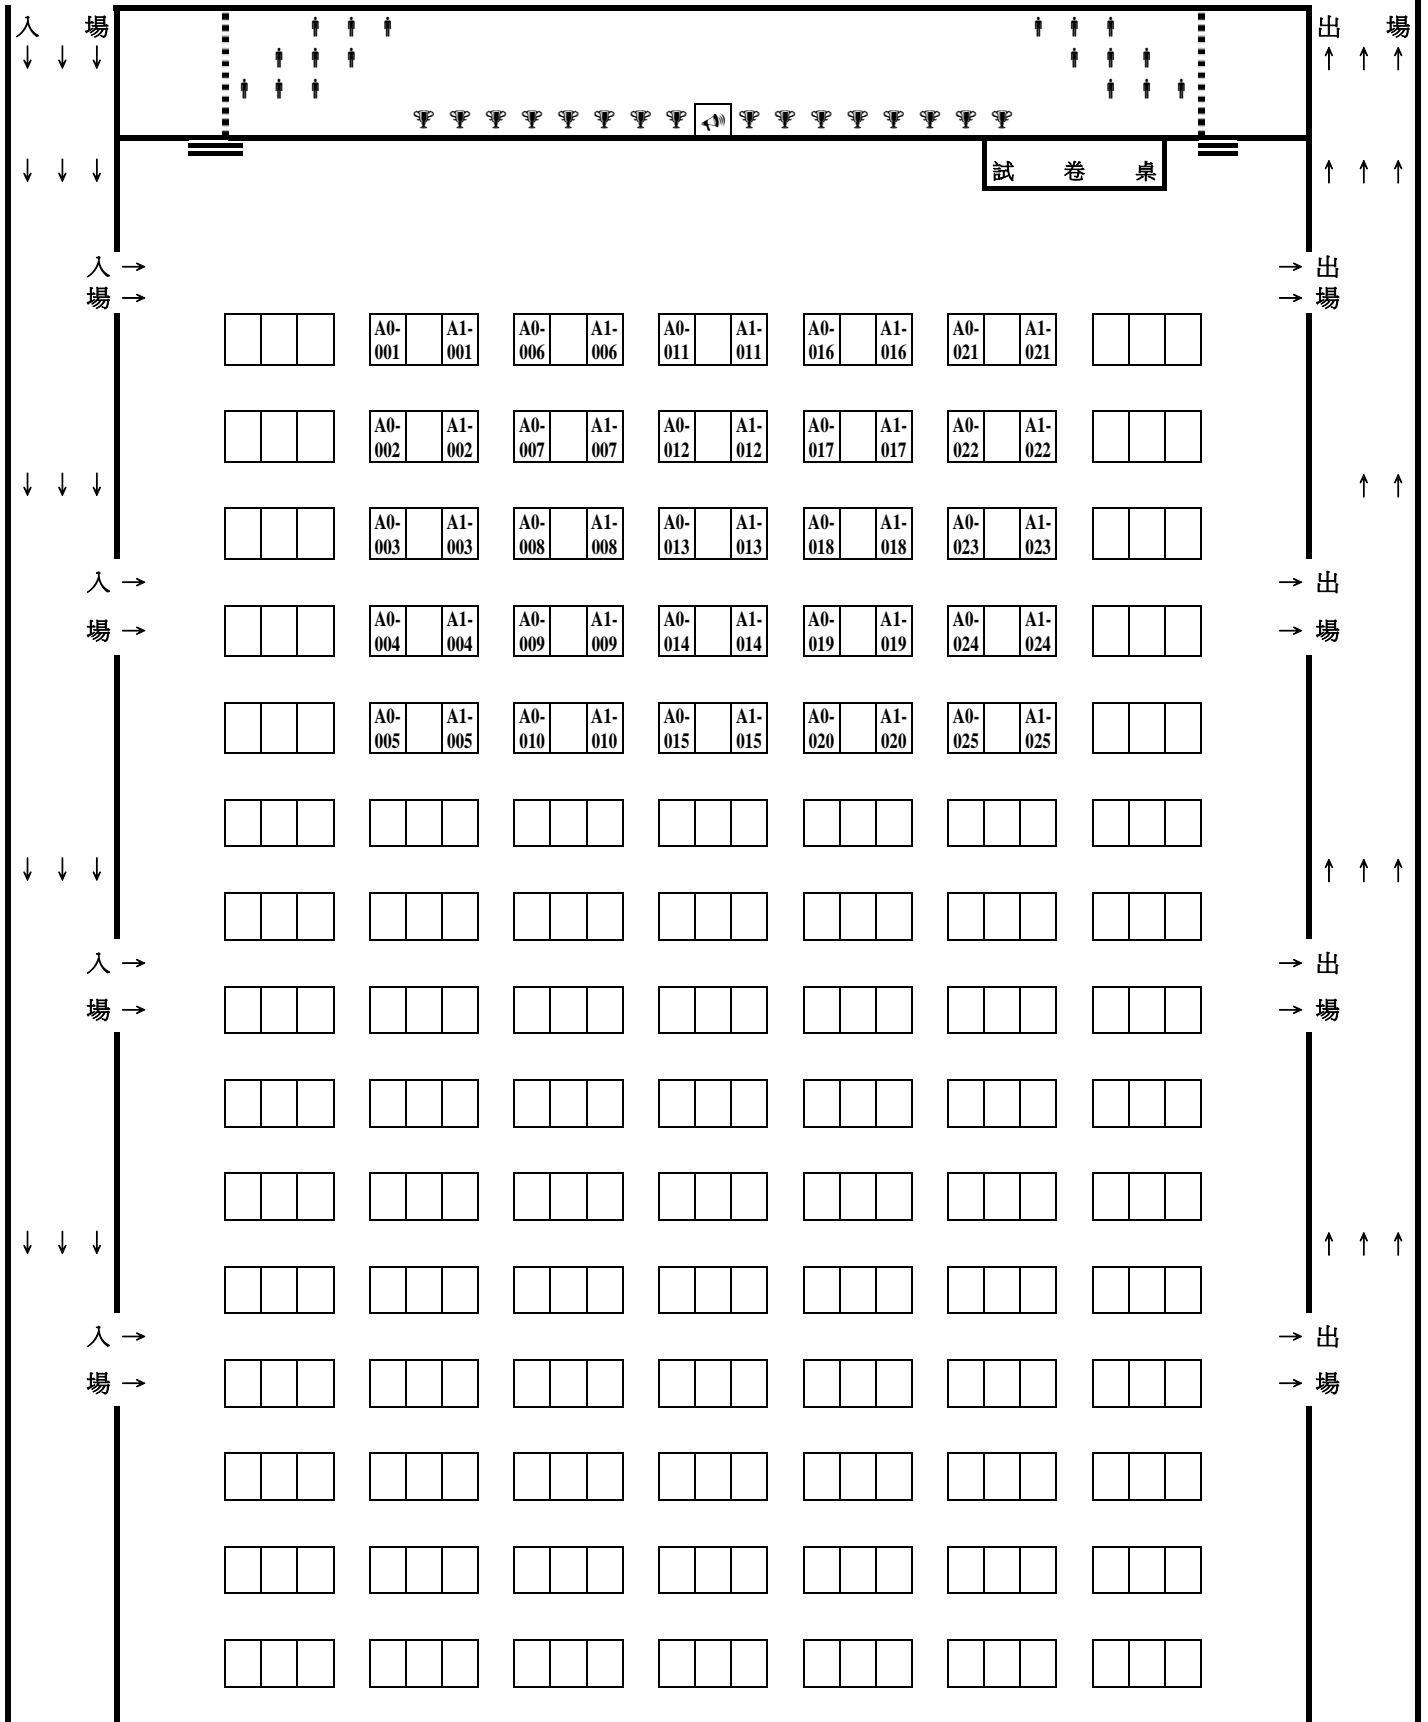 入 場
出 場
試 卷 桌
入 →
→ 出
場 →
→ 場
A0-001 A1-001 A0-006 A1-006 A0-011 A1-011 A0-016 A1-016 A0-021 A1-021
A0-002 A1-002 A0-007 A1-007 A0-012 A1-012 A0-017 A1-017 A0-022 A1-022
A0-003 A1-003 A0-008 A1-008 A0-013 A1-013 A0-018 A1-018 A0-023 A1-023
入 →
→ 出
場 →
→ 場
A0-004 A1-004 A0-009 A1-009 A0-014 A1-014 A0-019 A1-019 A0-024 A1-024
A0-005 A1-005 A0-010 A1-010 A0-015 A1-015 A0-020 A1-020 A0-025 A1-025
入 →
→ 出
場 →
→ 場
入 →
→ 出
場 →
→ 場